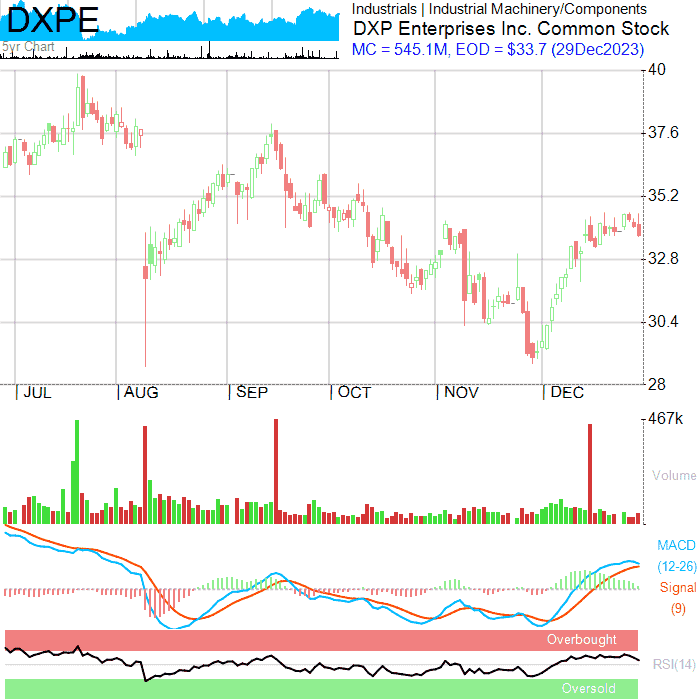 DXPE
5yr Chart
Industrials | Industrial Machinery/Components
DXP Enterprises Inc. Common Stock
MC = 545.1M, EOD = $33.7 (29Dec2023)
40
37.6
35.2
32.8
30.4
28
| JUL | AUG | SEP | OCT | NOV | DEC
467k
Volume
MACD
(12-26)
Signal
(9)
Overbought
RSI(14)
Oversold